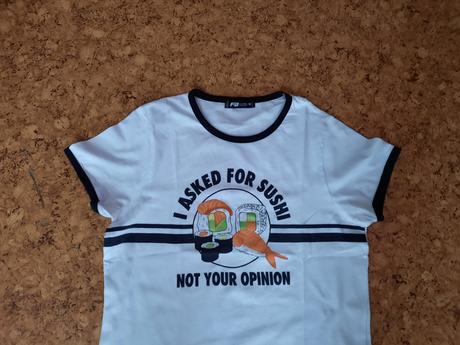 I ASKED FOR SUSHI
NOT YOUR OPINION